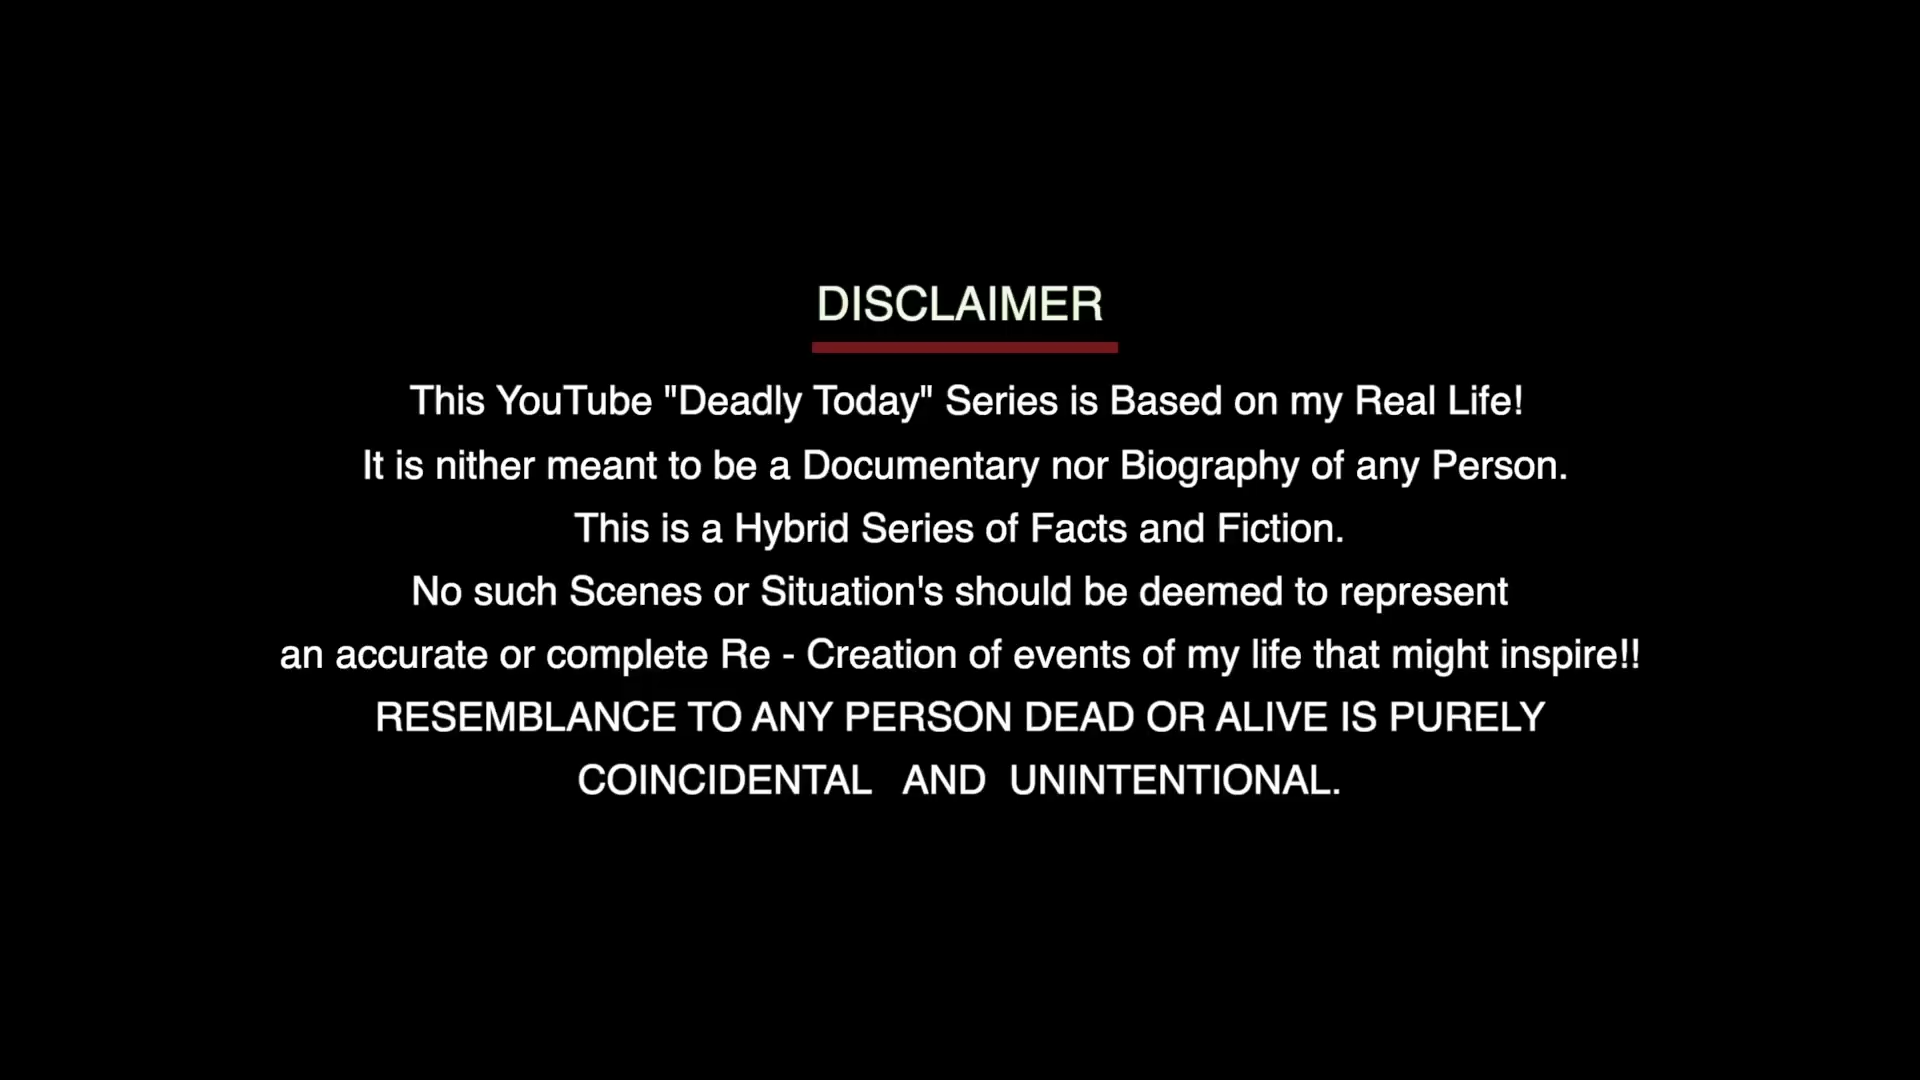 DISCLAIMER
This YouTube "Deadly Today" Series is Based on my Real Life!
It is nither meant to be a Documentary nor Biography of any Person.
This is a Hybrid Series of Facts and Fiction.
No such Scenes or Situation's should be deemed to represent
an accurate or complete Re - Creation of events of my life that might inspire!!
RESEMBLANCE TO ANY PERSON DEAD OR ALIVE IS PURELY
COINCIDENTAL AND UNINTENTIONAL.